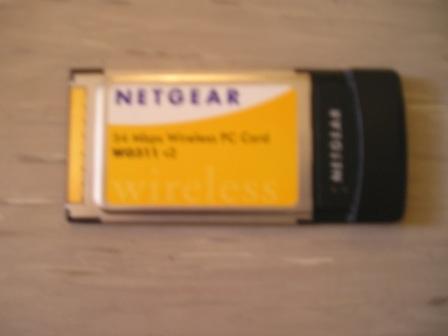 NETGEAR
54 Mbps Wireless PC Card
WG511 v2
wireless
NETGEAR